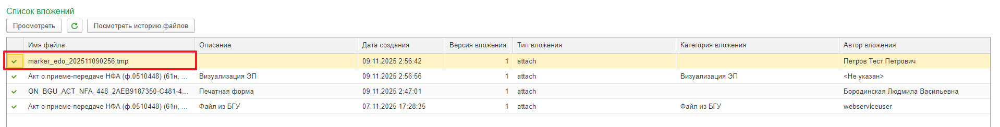 Список вложений
Просмотреть Посмотреть историю файлов
Имя файла Описание Дата создания Версия вложения Тип вложения Категория вложения Автор вложения
marker_edo_202511090256.tmp 09.11.2025 2:56:42 1 attach Петров Тест Петрович
Акт о приеме-передаче НФА (ф.0510448) (61н, ... Визуализация ЭП 09.11.2025 2:56:56 1 attach Визуализация ЭП <Не указан>
ON_BGU_ACT_NFA_448_2AEB9187350-C481-4... Печатная форма 09.11.2025 2:47:01 1 attach Бородинская Людмила Васильевна
Акт о приеме-передаче НФА (ф.0510448) (61н, ... Файл из БГУ 07.11.2025 17:28:35 1 attach Файл из БГУ webserviceuser